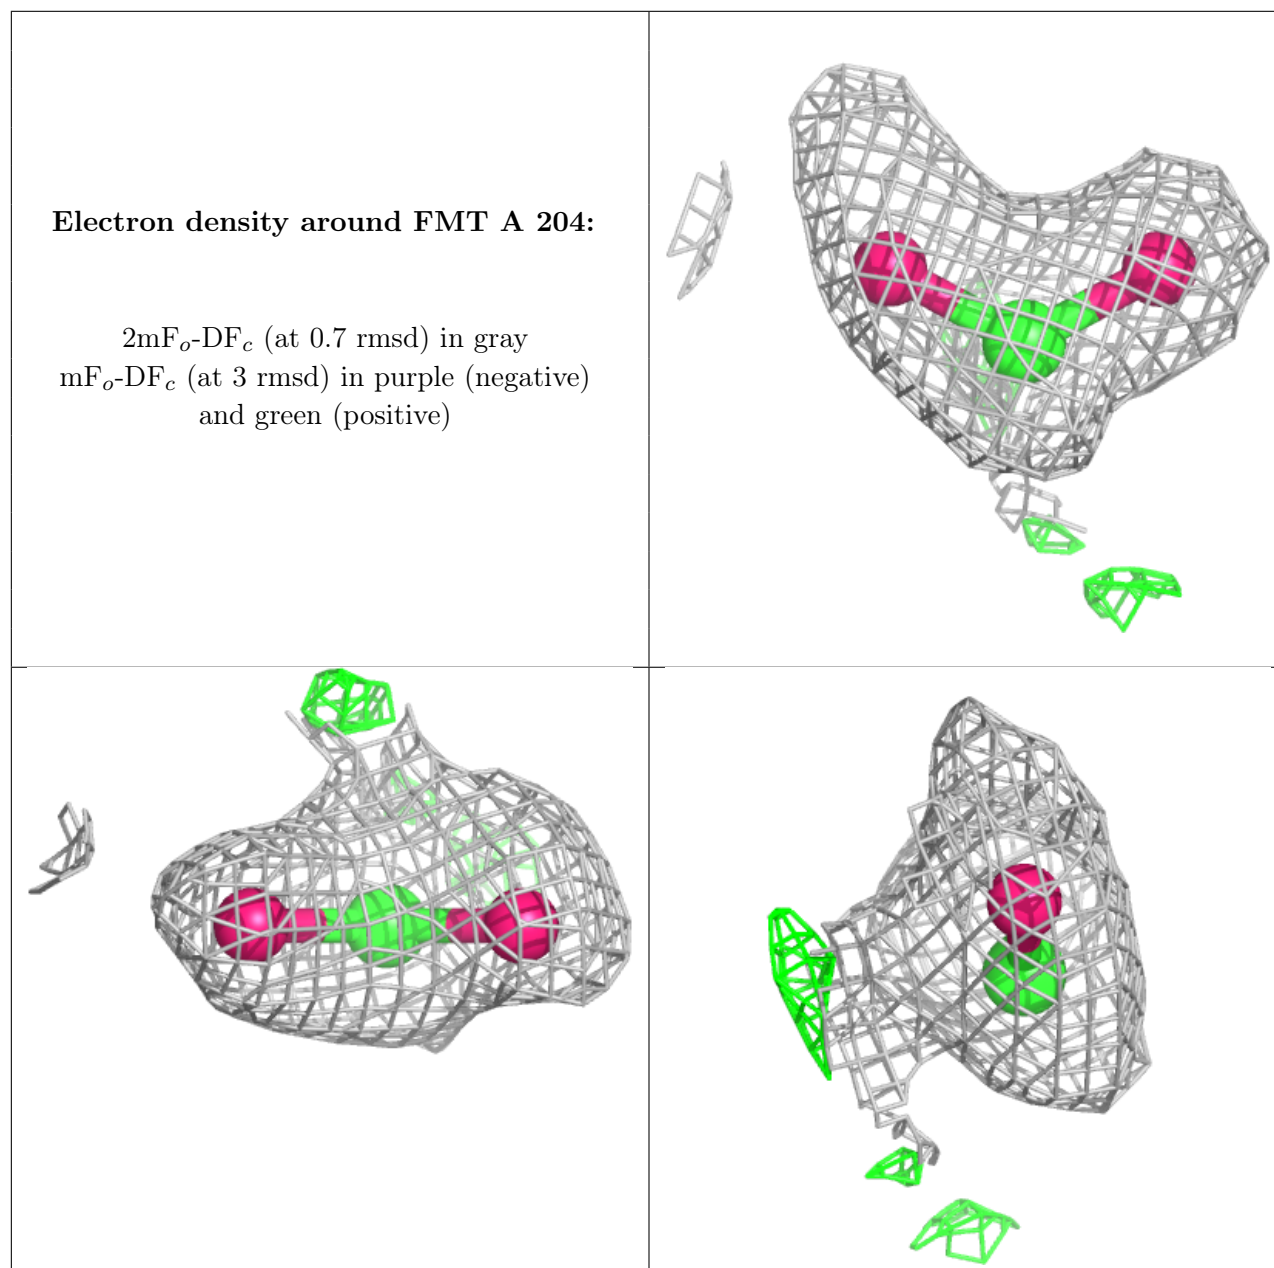 Electron density around FMT A 204:
2mFo-DFc (at 0.7 rmsd) in gray
mFo-DFc (at 3 rmsd) in purple (negative)
and green (positive)